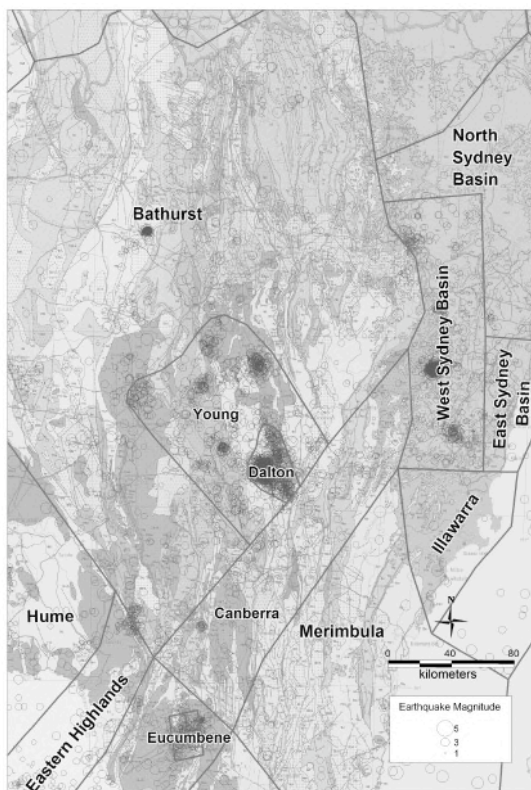 North
Sydney
Basin
Bathurst
West Sydney Basin
East Sydney
Basin
Young
Dalton
Illawarra
Hume
Canberra
Merimbula
N
0 40 80
kilometers
Eastern Highlands
Eucumbene
Earthquake Magnitude
5
3
1